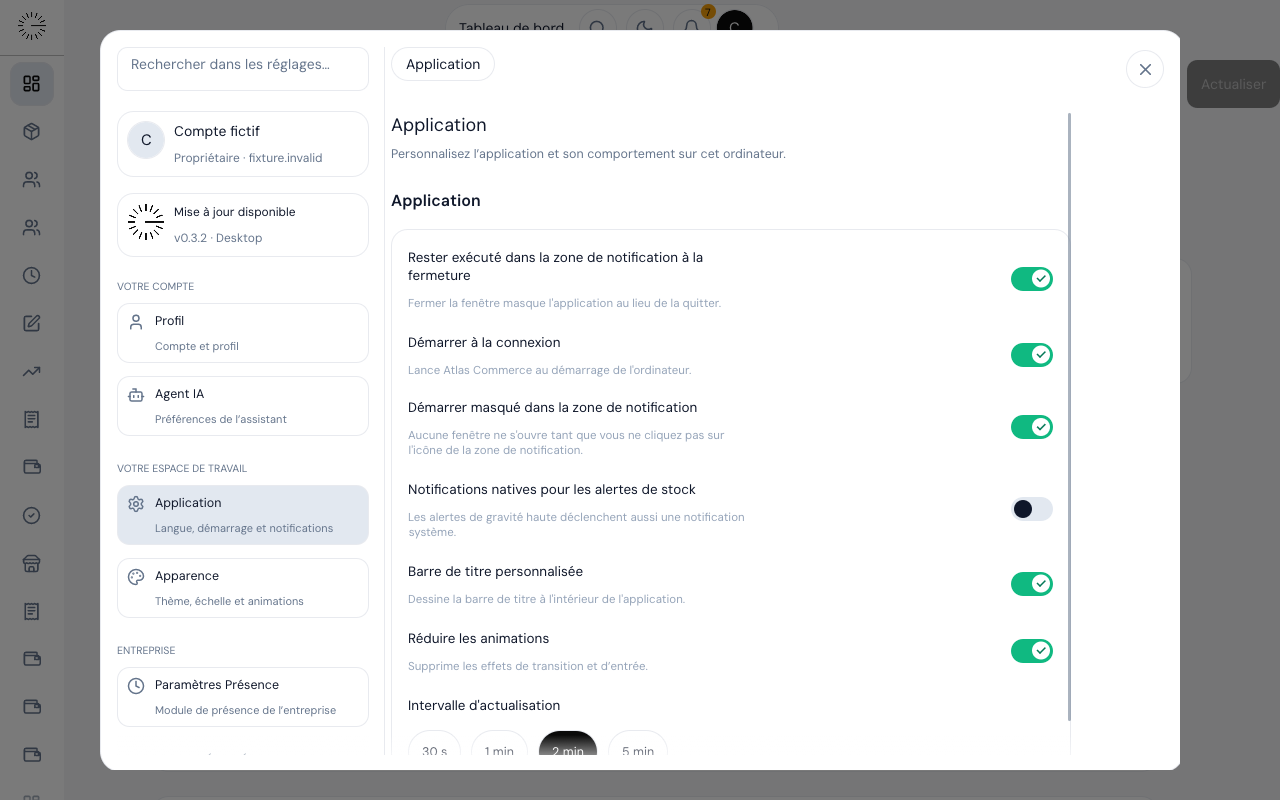 Tableau de bord
7
C
Actualiser
Rechercher dans les réglages...
C
Compte fictif
Propriétaire · fixture.invalid
Mise à jour disponible
v0.3.2 · Desktop
VOTRE COMPTE
Profil
Compte et profil
Agent IA
Préférences de l’assistant
VOTRE ESPACE DE TRAVAIL
Application
Langue, démarrage et notifications
Apparence
Thème, échelle et animations
ENTREPRISE
Paramètres Présence
Module de présence de l’entreprise
Application
Application
Personnalisez l’application et son comportement sur cet ordinateur.
Application
Rester exécuté dans la zone de notification à la
fermeture
Fermer la fenêtre masque l'application au lieu de la quitter.
Démarrer à la connexion
Lance Atlas Commerce au démarrage de l'ordinateur.
Démarrer masqué dans la zone de notification
Aucune fenêtre ne s'ouvre tant que vous ne cliquez pas sur
l'icône de la zone de notification.
Notifications natives pour les alertes de stock
Les alertes de gravité haute déclenchent aussi une notification
système.
Barre de titre personnalisée
Dessine la barre de titre à l'intérieur de l'application.
Réduire les animations
Supprime les effets de transition et d’entrée.
Intervalle d'actualisation
30 s
1 min
2 min
5 min